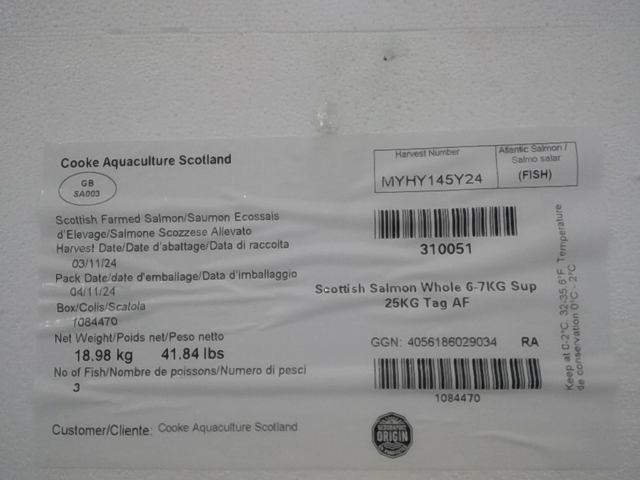 Cooke Aquaculture Scotland
GB
SA003
Harvest Number
MYHY145Y24
Atlantic Salmon /
Salmo salar
(FISH)
Scottish Farmed Salmon/Saumon Ecossais
d'Elevage/Salmone Scozzese Allevato
Harvest Date/Date d'abattage/Data di raccolta
03/11/24
Pack Date/date d'emballage/Data d'imballaggio
04/11/24
Box/Colis/Scatola
1084470
Net Weight/Poids net/Peso netto
18.98 kg 41.84 lbs
No of Fish/Nombre de poissons/Numero di pesci
3
Customer/Cliente: Cooke Aquaculture Scotland
310051
Scottish Salmon Whole 6-7KG Sup
25KG Tag AF
GGN: 4056186029034 RA
1084470
ORIGIN
Keep at 0-2°C, 32-35.6°F, Temperature
de conservation 0°C - 2°C